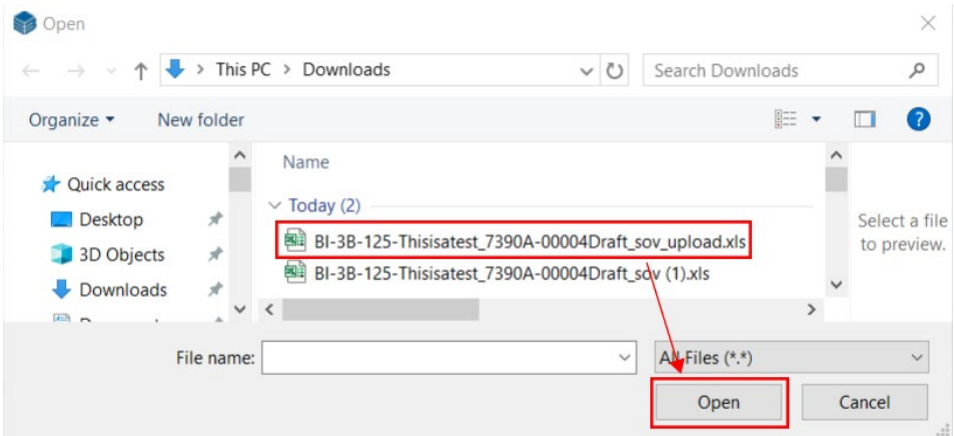 Open
This PC > Downloads
Search Downloads
Organize
New folder
Name
Quick access
Today (2)
Desktop
BI-3B-125-Thisisatest_7390A-00004Draft_sov_upload.xls
Select a file
to preview.
3D Objects
BI-3B-125-Thisisatest_7390A-00004Draft_sov (1).xls
Downloads
File name:
All Files (*.*)
Open
Cancel